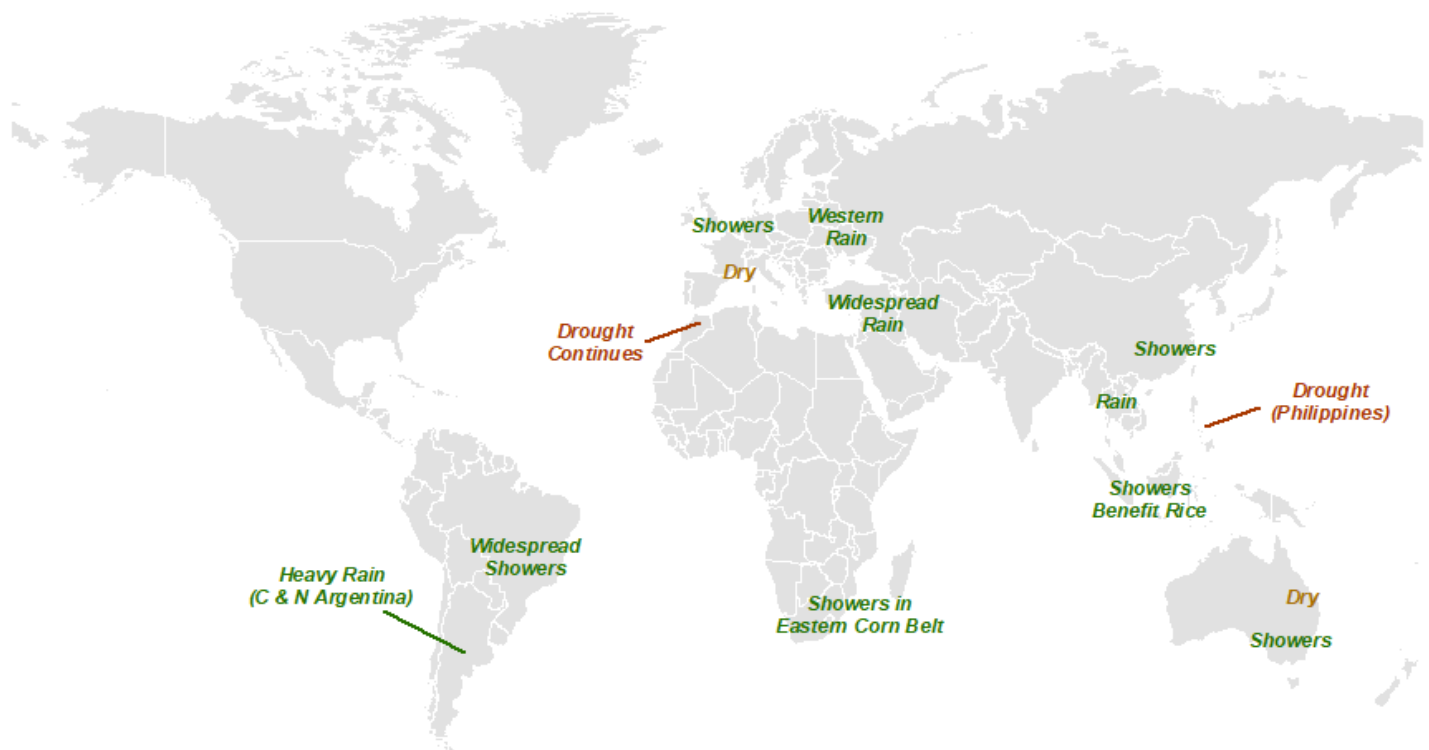 Showers
Western
Rain
Dry
Widespread
Rain
Drought
Continues
Showers
Rain
Drought
(Philippines)
Showers
Benefit Rice
Widespread
Showers
Heavy Rain
(C & N Argentina)
Showers in
Eastern Corn Belt
Dry
Showers